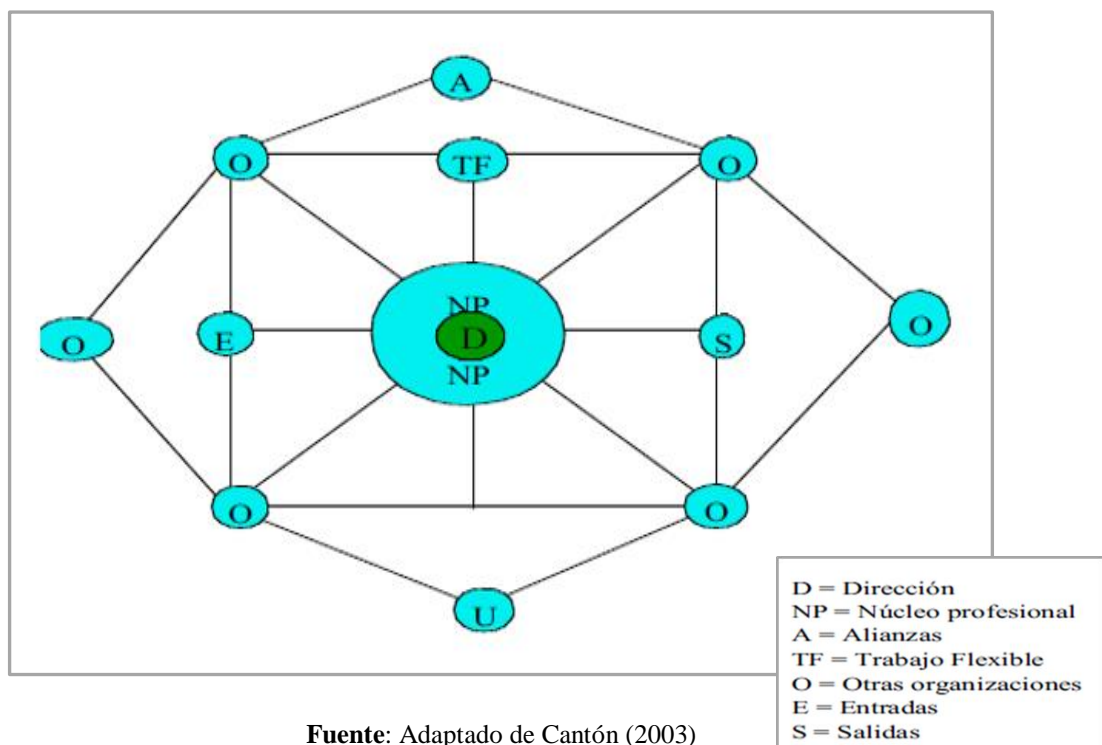 A
O
TF
O
NP
O
E
D
S
O
NP
O
O
U
D = Dirección
NP = Núcleo profesional
A = Alianzas
TF = Trabajo Flexible
O = Otras organizaciones
E = Entradas
S = Salidas
Fuente: Adaptado de Cantón (2003)